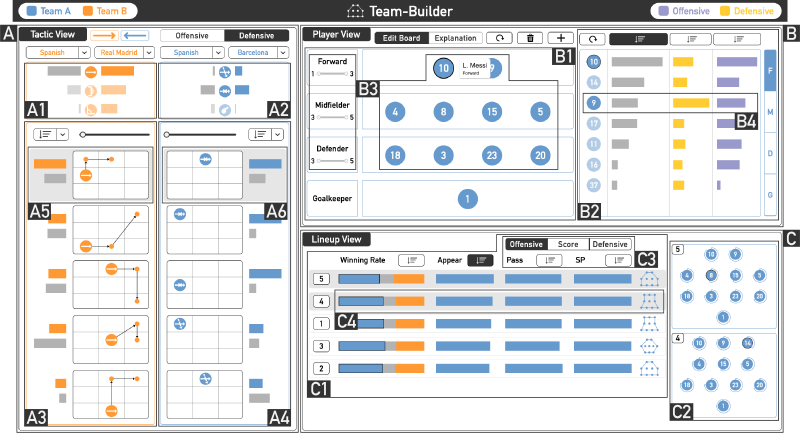 Team A Team B
Team-Builder
Offensive Defensive
A
Tactic View
Offensive Defensive
Spanish Real Madrid Spanish Barcelona
A1 A2
A5 A6
A3 A4
Player View
Edit Board Explanation
B1
B
Forward
1 3
10 L. Messi 9
Forward
B3
Midfielder
3 5
4 8 15 5
Defender
3 5
18 3 23 20
Goalkeeper
1
10
14
9
17
11
16
37
F
M
D
G
B4
B2
C
Lineup View
Offensive Score Defensive
Winning Rate Appear Pass SP
C3
5
4
C4
1
3
2
C1
5
10 9
4 8 15 5
18 3 23 20
1
4
10 9 14
4 15 5
18 3 23 20
1
C2